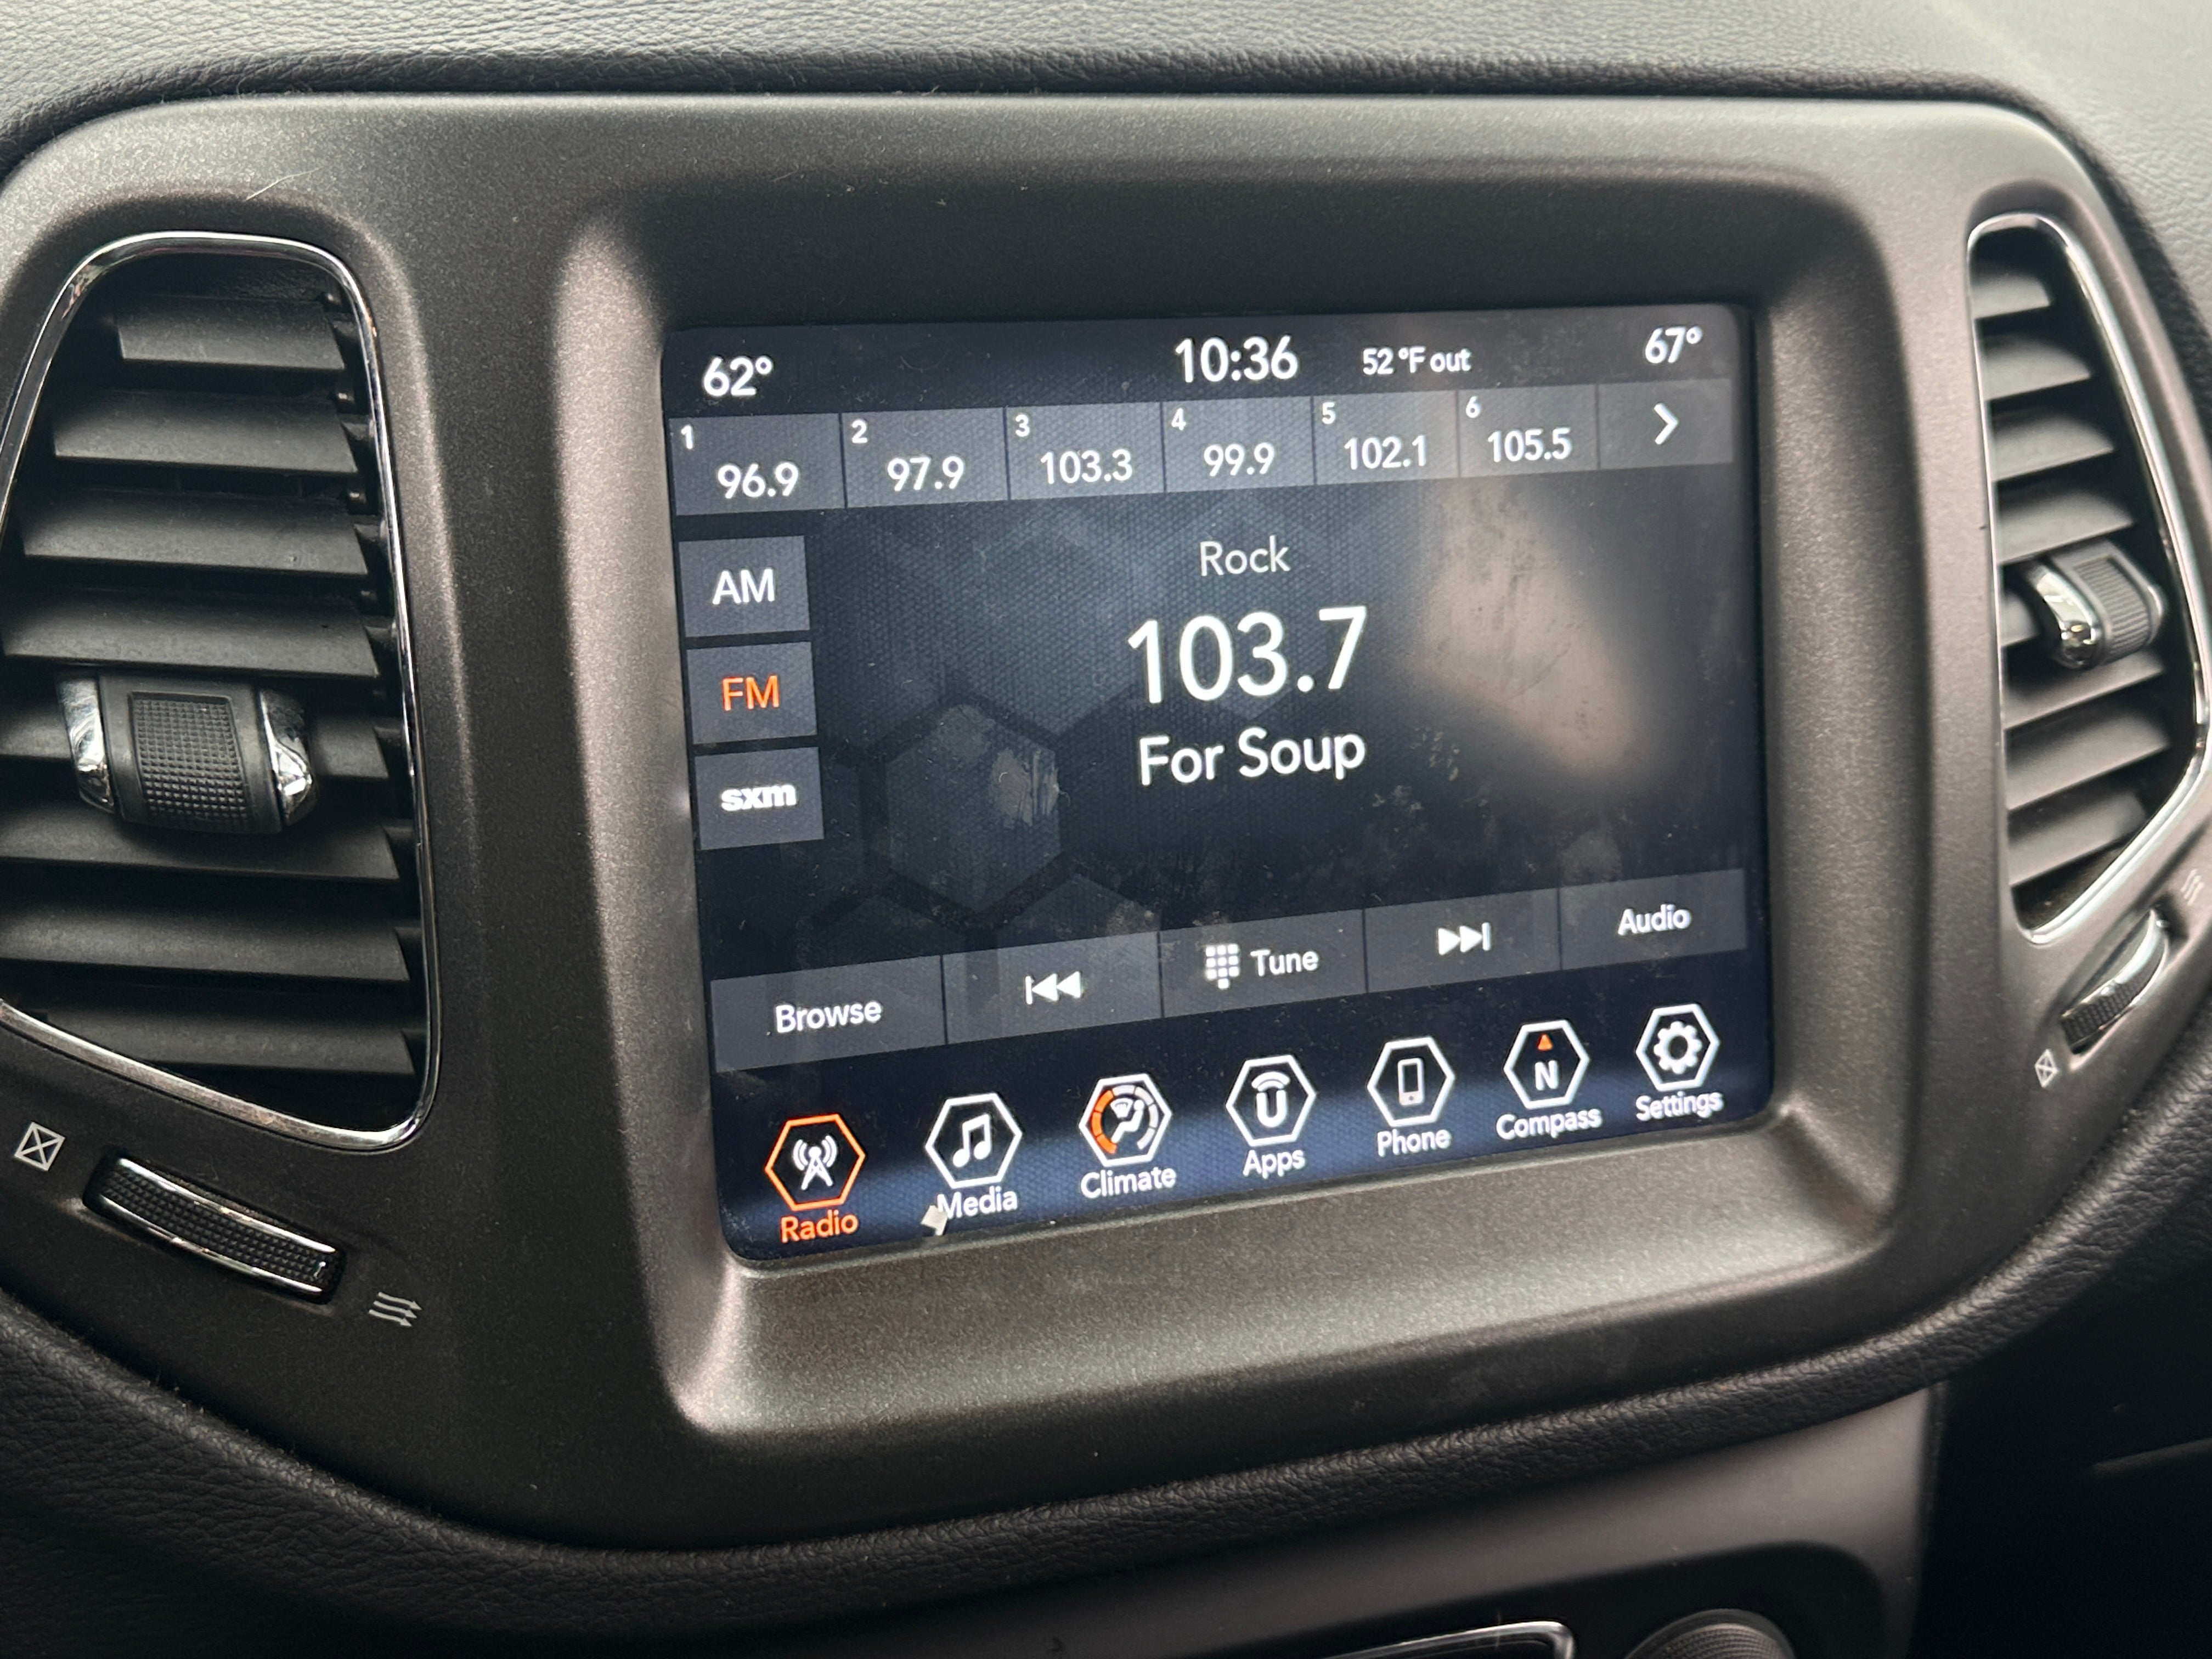 62° 10:36 52 °F out 67°
1 2 3 4 5 6
96.9 97.9 103.3 99.9 102.1 105.5
AM
FM
sxm
Rock
103.7
For Soup
Browse Tune Audio
N
Radio Media Climate Apps Phone Compass Settings